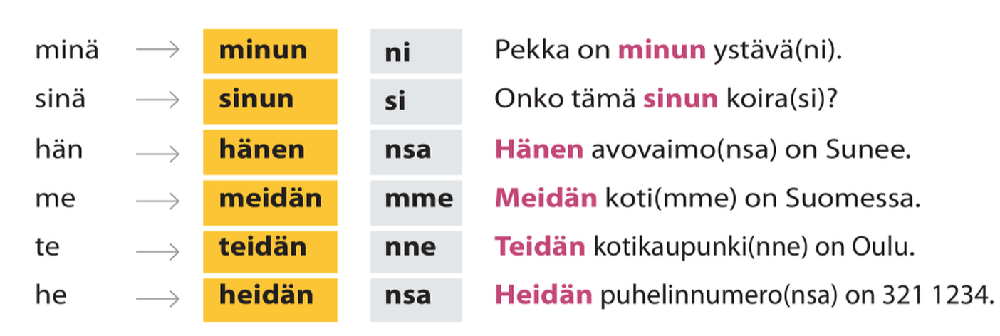 minä → minun ni Pekka on minun ystävä(ni).
sinä → sinun si Onko tämä sinun koira(si)?
hän → hänen nsa Hänen avovaimo(nsa) on Sunee.
me → meidän mme Meidän koti(mme) on Suomessa.
te → teidän nne Teidän kotikaupunki(nne) on Oulu.
he → heidän nsa Heidän puhelinnumero(nsa) on 321 1234.